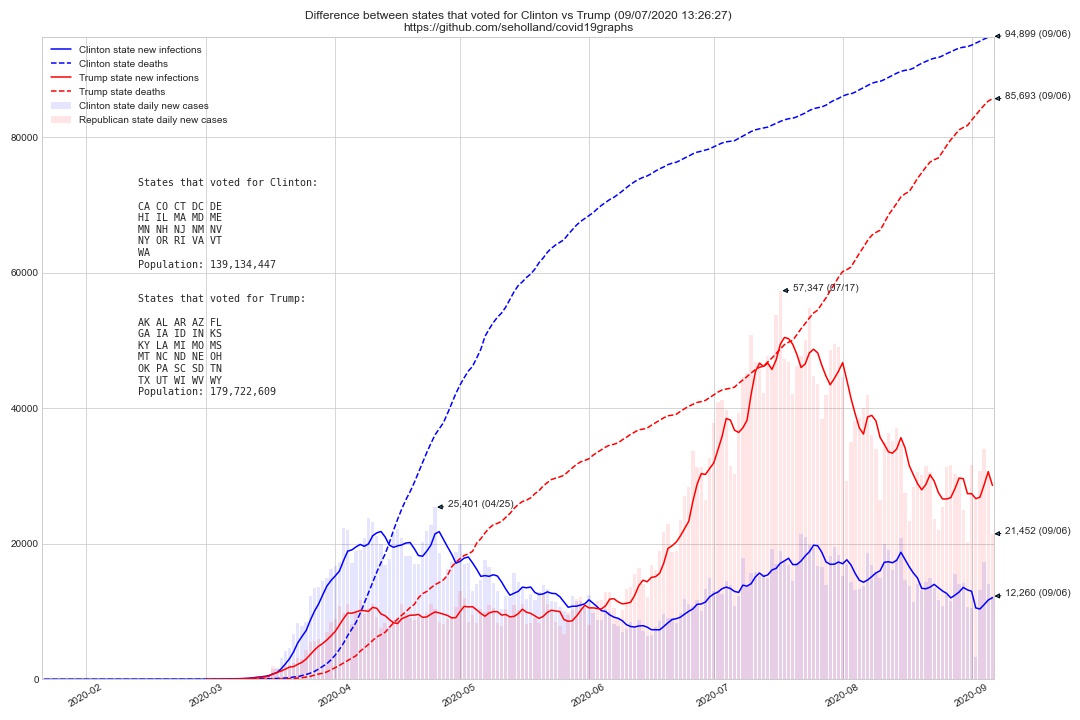 Difference between states that voted for Clinton vs Trump (09/07/2020 13:26:27)
https://github.com/seholland/covid19graphs
Clinton state new infections
Clinton state deaths
Trump state new infections
Trump state deaths
Clinton state daily new cases
Republican state daily new cases
94,899 (09/06)
85,693 (09/06)
80000
States that voted for Clinton:
CA CO CT DC DE
HI IL MA MD ME
MN NH NJ NM NV
NY OR RI VA VT
WA
Population: 139,134,447
60000
57,347 (07/17)
States that voted for Trump:
AK AL AR AZ FL
GA IA ID IN KS
KY LA MI MO MS
MT NC ND NE OH
OK PA SC SD TN
TX UT WI WV WY
Population: 179,722,609
40000
25,401 (04/25)
20000
21,452 (09/06)
12,260 (09/06)
0
2020-02
2020-03
2020-04
2020-05
2020-06
2020-07
2020-08
2020-09